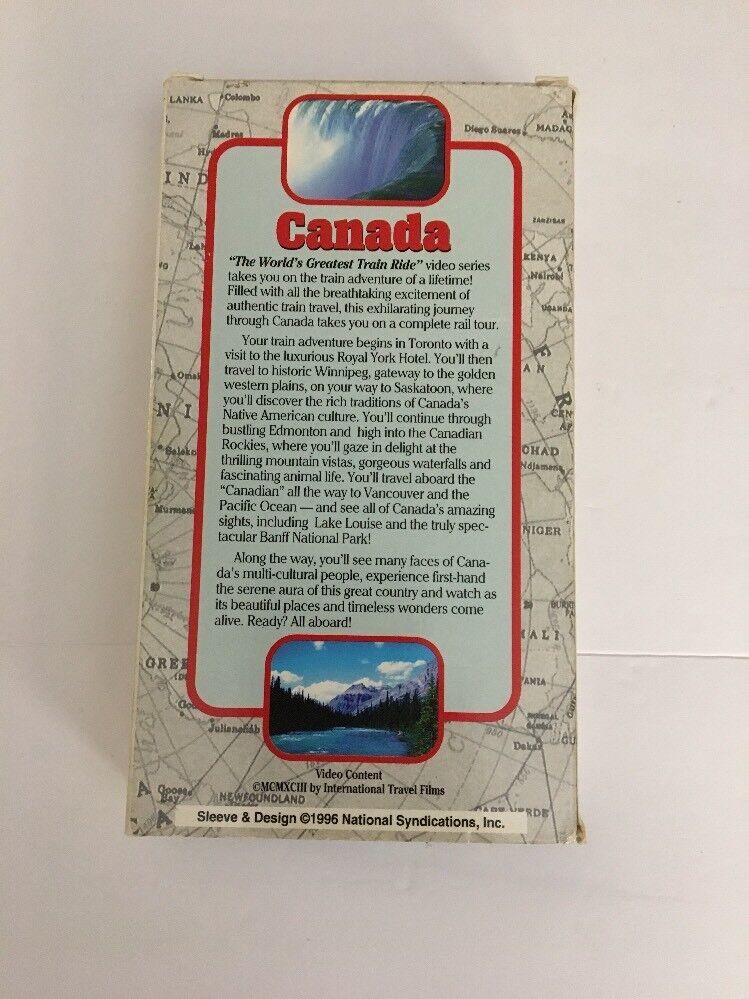 LANKA
Colombo
Madras
IND
Diego Suarez
MADAG
ZANZIBAR
KENYA
Nairobi
UGANDA
Canada
"The World's Greatest Train Ride" video series
takes you on the train adventure of a lifetime!
Filled with all the breathtaking excitement of
authentic train travel, this exhilarating journey
through Canada takes you on a complete rail tour.
Your train adventure begins in Toronto with a
visit to the luxurious Royal York Hotel. You'll then
travel to historic Winnipeg, gateway to the golden
western plains, on your way to Saskatoon, where
you'll discover the rich traditions of Canada's
Native American culture. You'll continue through
bustling Edmonton and high into the Canadian
Rockies, where you'll gaze in delight at the
thrilling mountain vistas, gorgeous waterfalls and
fascinating animal life. You'll travel aboard the
"Canadian" all the way to Vancouver and the
Pacific Ocean — and see all of Canada's amazing
sights, including Lake Louise and the truly spec-
tacular Banff National Park!
Along the way, you'll see many faces of Cana-
da's multi-cultural people, experience first-hand
the serene aura of this great country and watch as
its beautiful places and timeless wonders come
alive. Ready? All aboard!
Omsk
CHAD
Ndjamena
NIGER
MALI
Dakar
GREE
Julianehåb
Goose
Bay
NEWFOUNDLAND
CAPE VERDE
Video Content
©MCMXCIII by International Travel Films
Sleeve & Design ©1996 National Syndications, Inc.